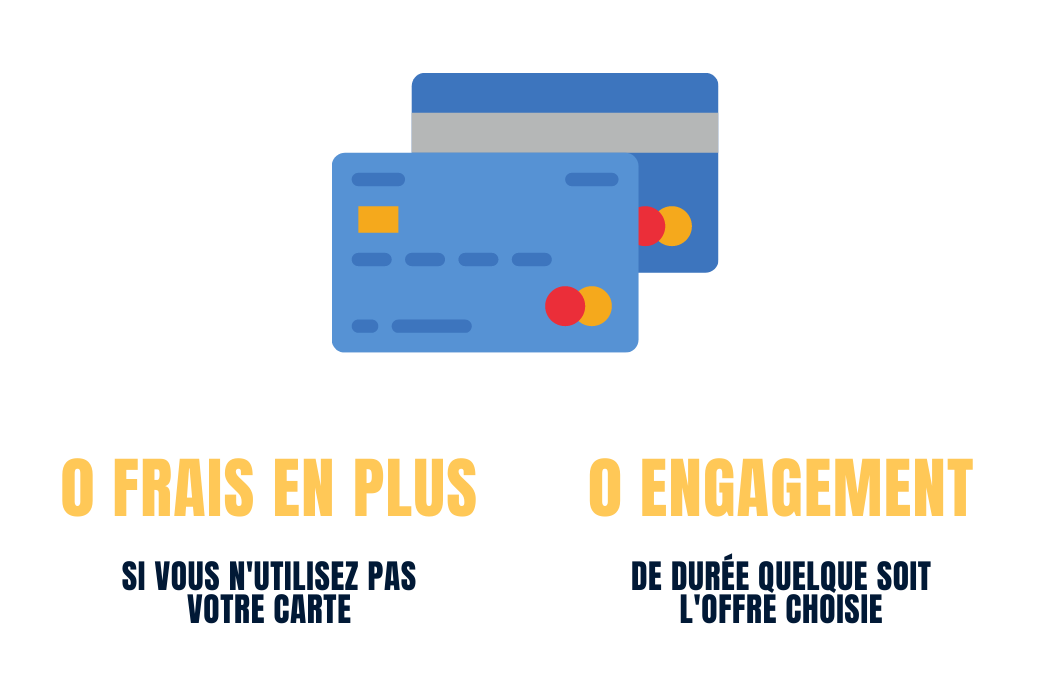 0 FRAIS EN PLUS
SI VOUS N'UTILISEZ PAS
VOTRE CARTE
0 ENGAGEMENT
DE DURÉE QUELQUE SOIT
L'OFFRE CHOISIE